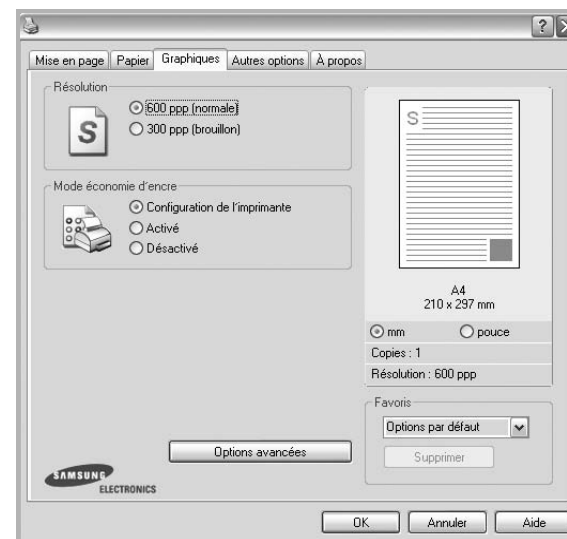 Mise en page
Papier
Graphiques
Autres options
À propos
Résolution
S
600 ppp (normale)
300 ppp (brouillon)
Mode économie d'encre
Configuration de l'imprimante
Activé
Désactivé
S
A4
210 x 297 mm
mm
pouce
Copies : 1
Résolution : 600 ppp
Favoris
Options par défaut
Supprimer
Options avancées
SAMSUNG
ELECTRONICS
OK
Annuler
Aide